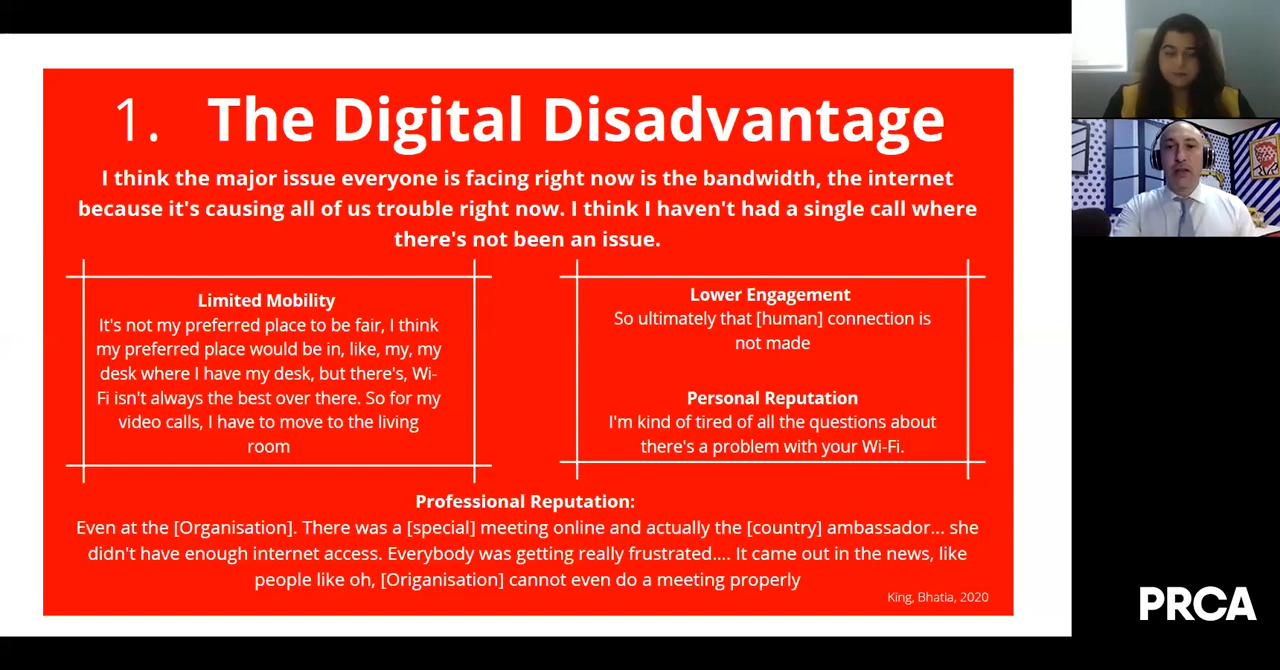 1. The Digital Disadvantage
I think the major issue everyone is facing right now is the bandwidth, the internet
because it's causing all of us trouble right now. I think I haven't had a single call where
there's not been an issue.
Limited Mobility
It's not my preferred place to be fair, I think
my preferred place would be in, like, my, my
desk where I have my desk, but there's, Wi-
Fi isn't always the best over there. So for my
video calls, I have to move to the living
room
Lower Engagement
So ultimately that [human] connection is
not made
Personal Reputation
I'm kind of tired of all the questions about
there's a problem with your Wi-Fi.
Professional Reputation:
Even at the [Organisation]. There was a [special] meeting online and actually the [country] ambassador... she
didn't have enough internet access. Everybody was getting really frustrated.... It came out in the news, like
people like oh, [Origanisation] cannot even do a meeting properly
King, Bhatia, 2020
PRCA